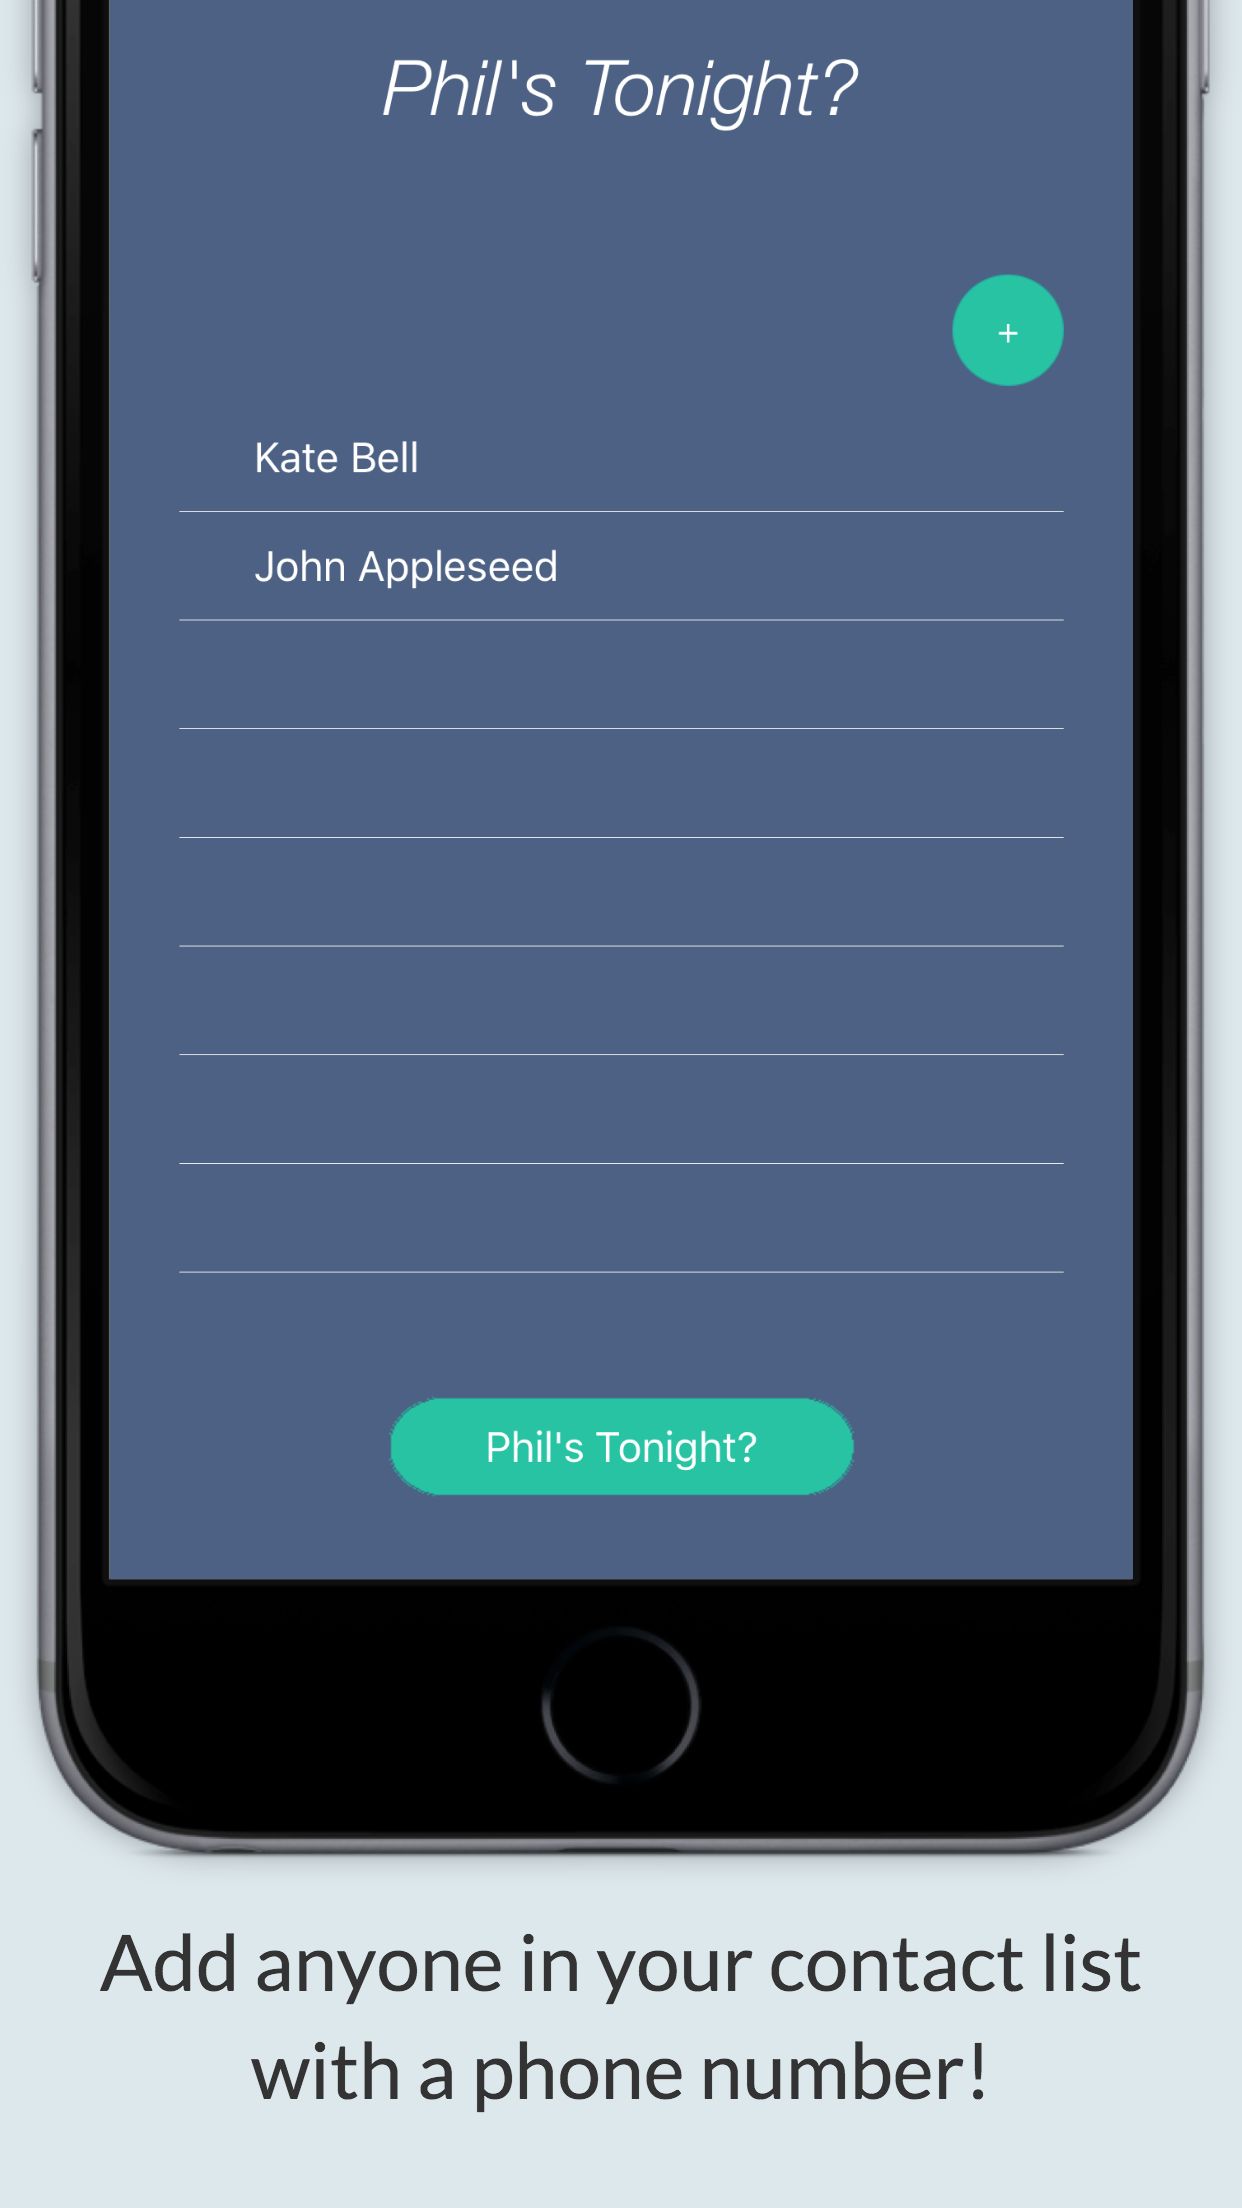 Phil's Tonight?
+
Kate Bell
John Appleseed
Phil's Tonight?
Add anyone in your contact list
with a phone number!